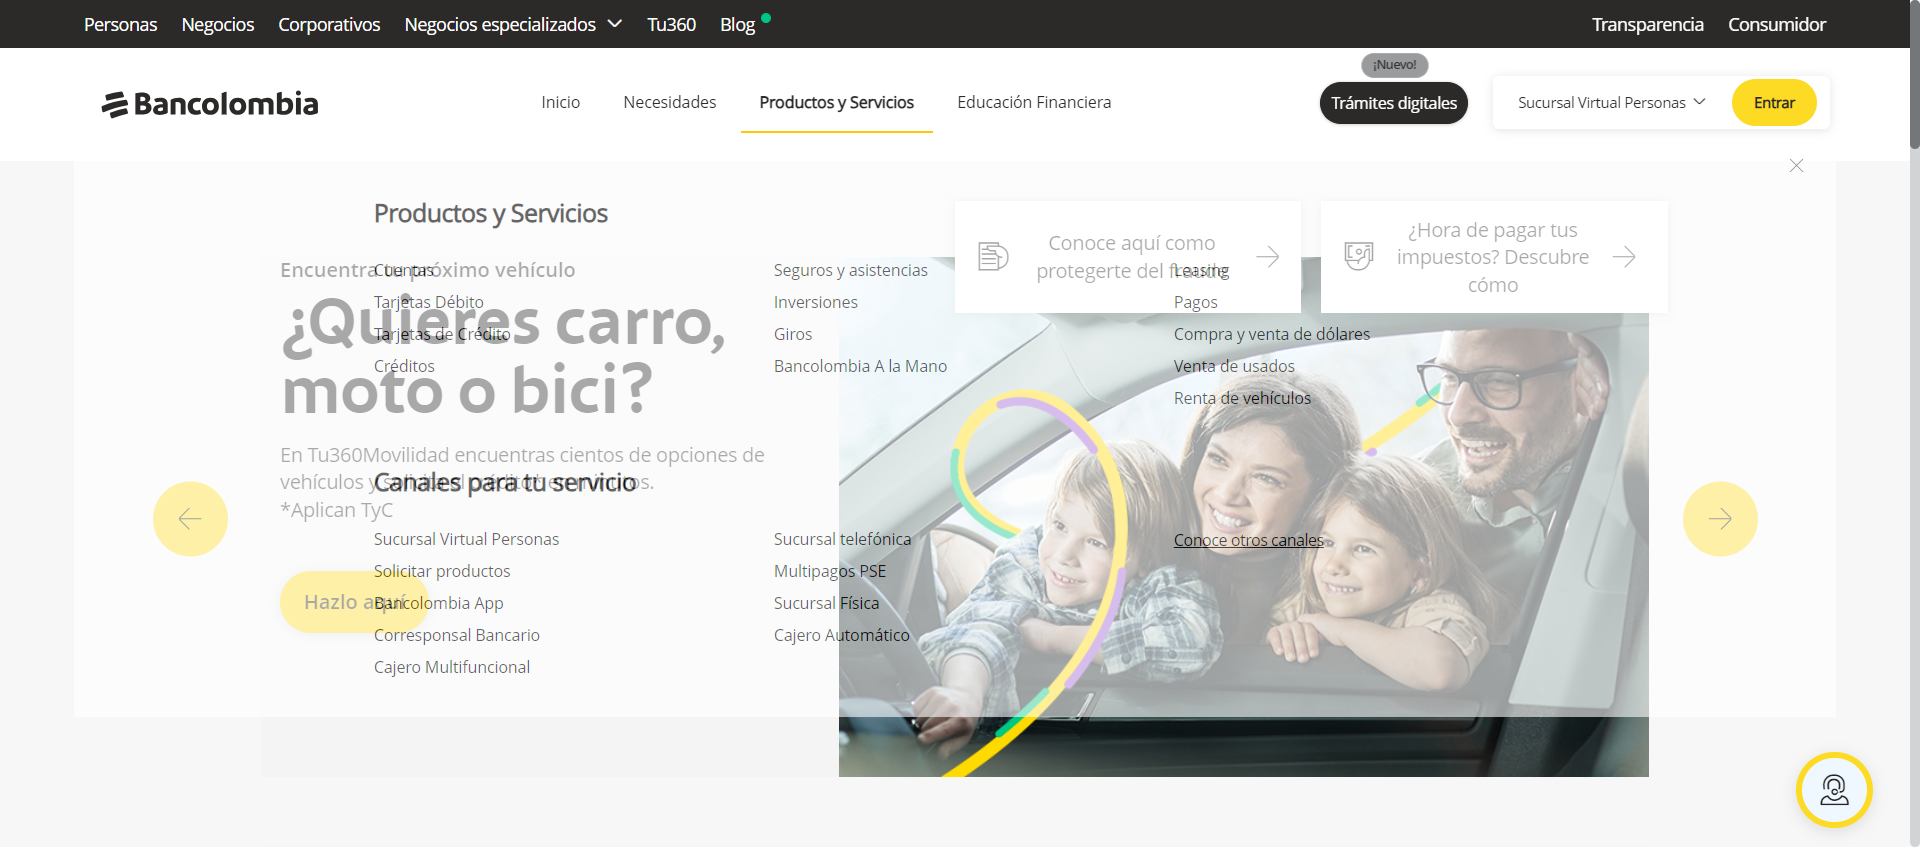 Personas Negocios Corporativos Negocios especializados Tu360 Blog Transparencia Consumidor
¡Nuevo!
Bancolombia Inicio Necesidades Productos y Servicios Educación Financiera Trámites digitales Sucursal Virtual Personas Entrar
Productos y Servicios
Cuentas
Tarjetas Débito
Tarjetas de Crédito
Créditos
Seguros y asistencias
Inversiones
Giros
Bancolombia A la Mano
Leasing
Pagos
Compra y venta de dólares
Venta de usados
Renta de vehículos
Canales para tu servicio
Sucursal Virtual Personas
Solicitar productos
Bancolombia App
Corresponsal Bancario
Cajero Multifuncional
Sucursal telefónica
Multipagos PSE
Sucursal Física
Cajero Automático
Conoce otros canales
Conoce aquí como
protegerte del fraude
¿Hora de pagar tus
impuestos? Descubre
cómo
Encuentra tu próximo vehículo
¿Quieres carro,
moto o bici?
En Tu360Movilidad encuentras cientos de opciones de
vehículos y solicita el crédito en minutos.
*Aplican TyC
Hazlo aquí